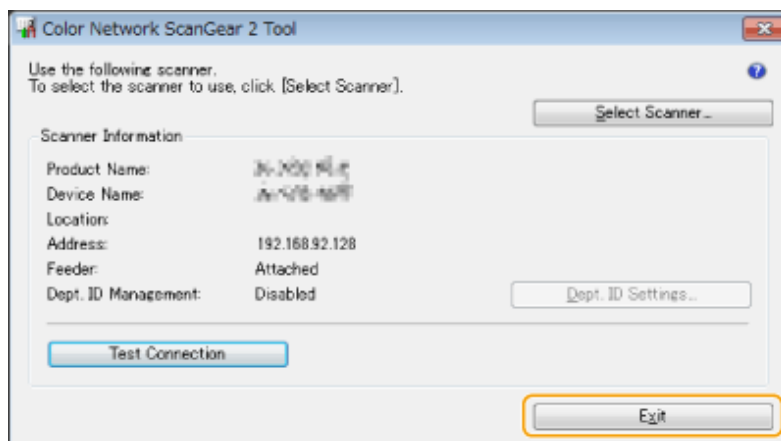 Color Network ScanGear 2 Tool
Use the following scanner.
To select the scanner to use, click [Select Scanner].
Select Scanner...
Scanner Information
Product Name:
Device Name:
Location:
Address: 192.168.92.128
Feeder: Attached
Dept. ID Management: Disabled
Dept. ID Settings...
Test Connection
Exit